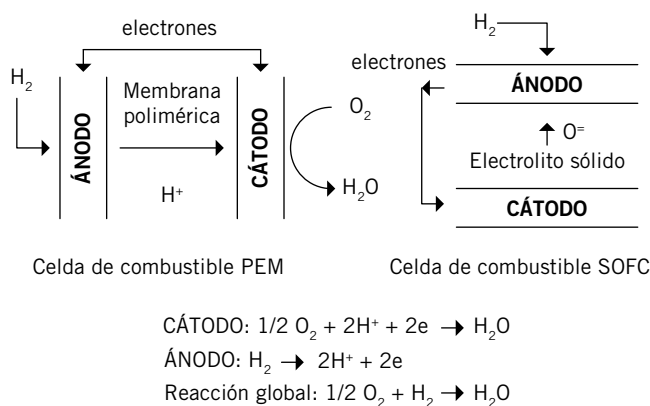 electrones
H₂
Membrana
polimérica
ÁNODO
CÁTODO
H⁺
O₂
H₂O
Celda de combustible PEM
H₂
electrones
ÁNODO
O⁼
Electrolito sólido
CÁTODO
Celda de combustible SOFC
CÁTODO: 1/2 O₂ + 2H⁺ + 2e → H₂O
ÁNODO: H₂ → 2H⁺ + 2e
Reacción global: 1/2 O₂ + H₂ → H₂O